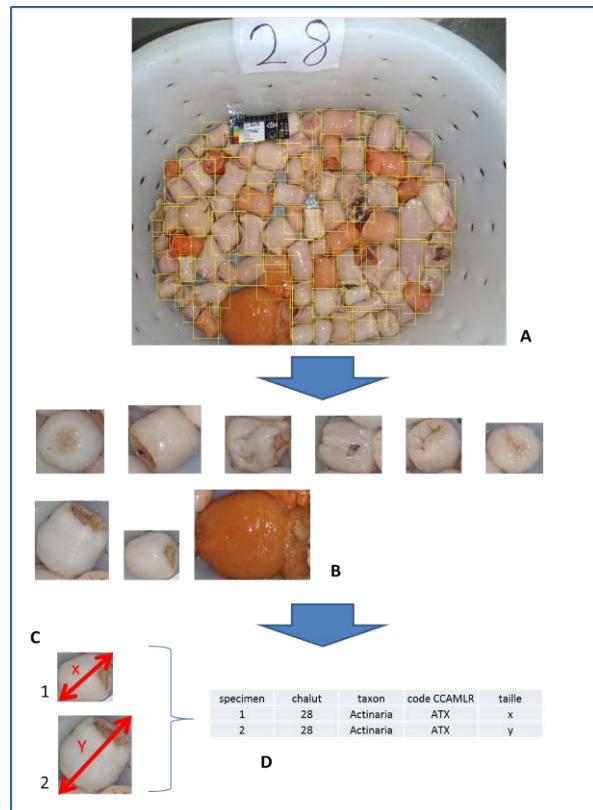 28
A
B
C
x
1
Y
2
specimen chalut taxon code CCAMLR taille
1 28 Actinaria ATX x
2 28 Actinaria ATX y
D